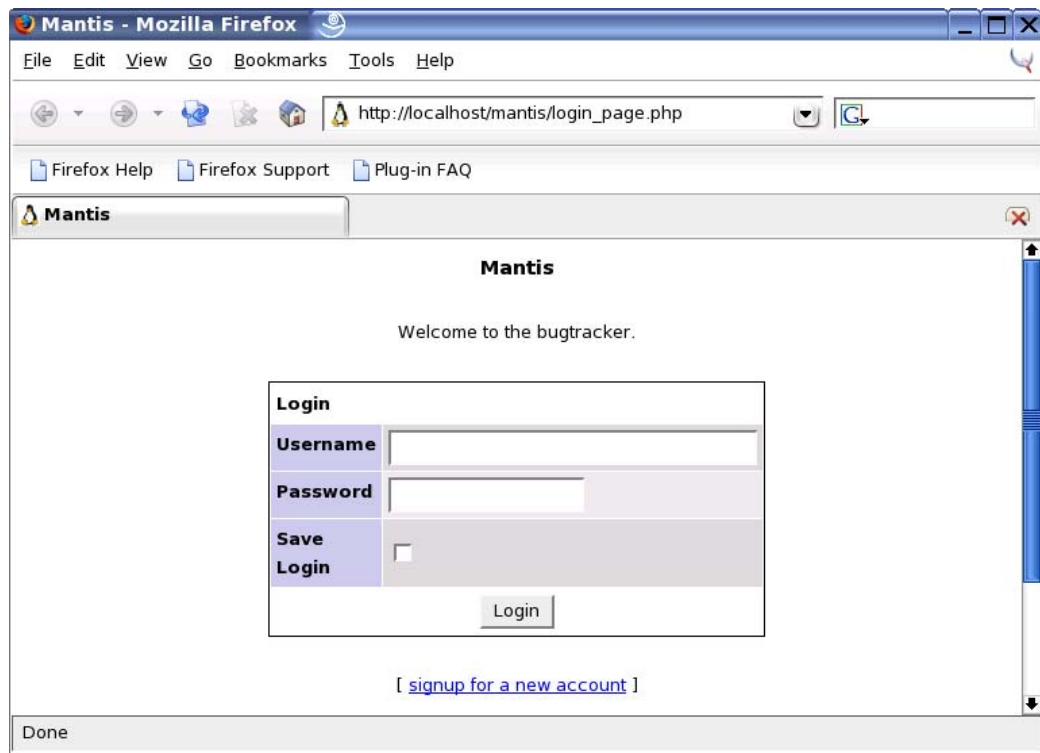 Mantis - Mozilla Firefox
File Edit View Go Bookmarks Tools Help
http://localhost/mantis/login_page.php
G
Firefox Help Firefox Support Plug-in FAQ
Mantis
Mantis
Welcome to the bugtracker.
Login
Username
Password
Save
Login
Login
[ signup for a new account ]
Done